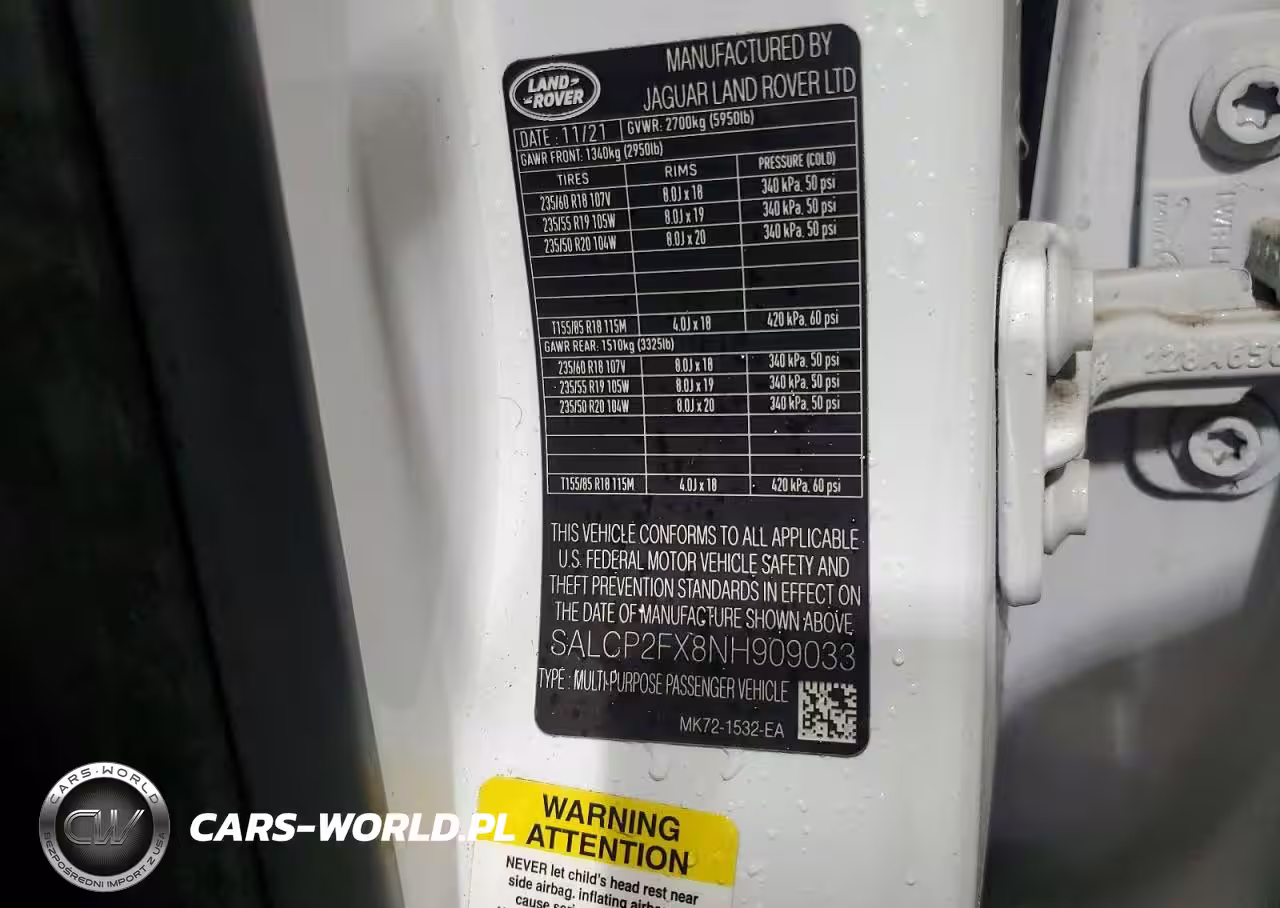 LAND
ROVER
MANUFACTURED BY
JAGUAR LAND ROVER LTD
DATE : 11/21 GVWR: 2700kg (5950lb)
GAWR FRONT: 1340kg (2950lb)
TIRES RIMS PRESSURE (COLD)
235/60 R18 107V 8.0J x 18 340 kPa, 50 psi
235/55 R19 105W 8.0J x 19 340 kPa, 50 psi
235/50 R20 104W 8.0J x 20 340 kPa, 50 psi
T155/85 R18 115M 4.0J x 18 420 kPa, 60 psi
GAWR REAR: 1510kg (3325lb)
235/60 R18 107V 8.0J x 18 340 kPa, 50 psi
235/55 R19 105W 8.0J x 19 340 kPa, 50 psi
235/50 R20 104W 8.0J x 20 340 kPa, 50 psi
T155/85 R18 115M 4.0J x 18 420 kPa, 60 psi
THIS VEHICLE CONFORMS TO ALL APPLICABLE
U.S. FEDERAL MOTOR VEHICLE SAFETY AND
THEFT PREVENTION STANDARDS IN EFFECT ON
THE DATE OF MANUFACTURE SHOWN ABOVE.
SALCP2FX8NH909033
TYPE : MULTI-PURPOSE PASSENGER VEHICLE
MK72-1532-EA
WARNING
ATTENTION
NEVER let child's head rest near
side airbag, inflating
cause
CARS-WORLD
CW
BEZPOŚREDNI IMPORT Z USA
CARS-WORLD.PL